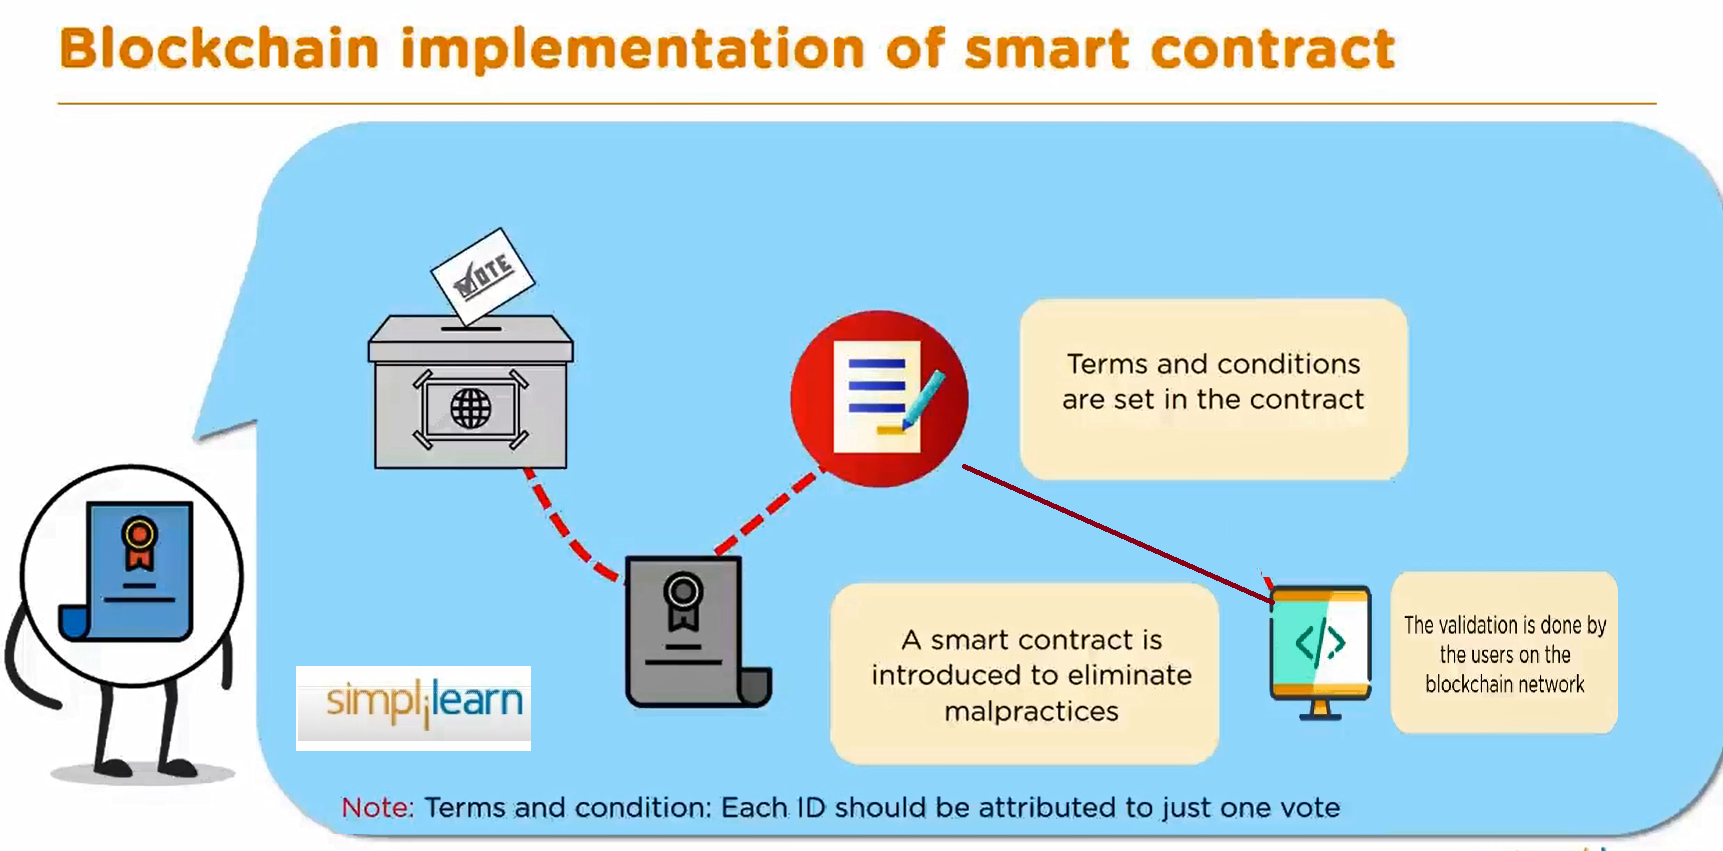 Blockchain implementation of smart contract
VOTE
Terms and conditions
are set in the contract
A smart contract is
introduced to eliminate
malpractices
</>
The validation is done by
the users on the
blockchain network
simplilearn
Note: Terms and condition: Each ID should be attributed to just one vote